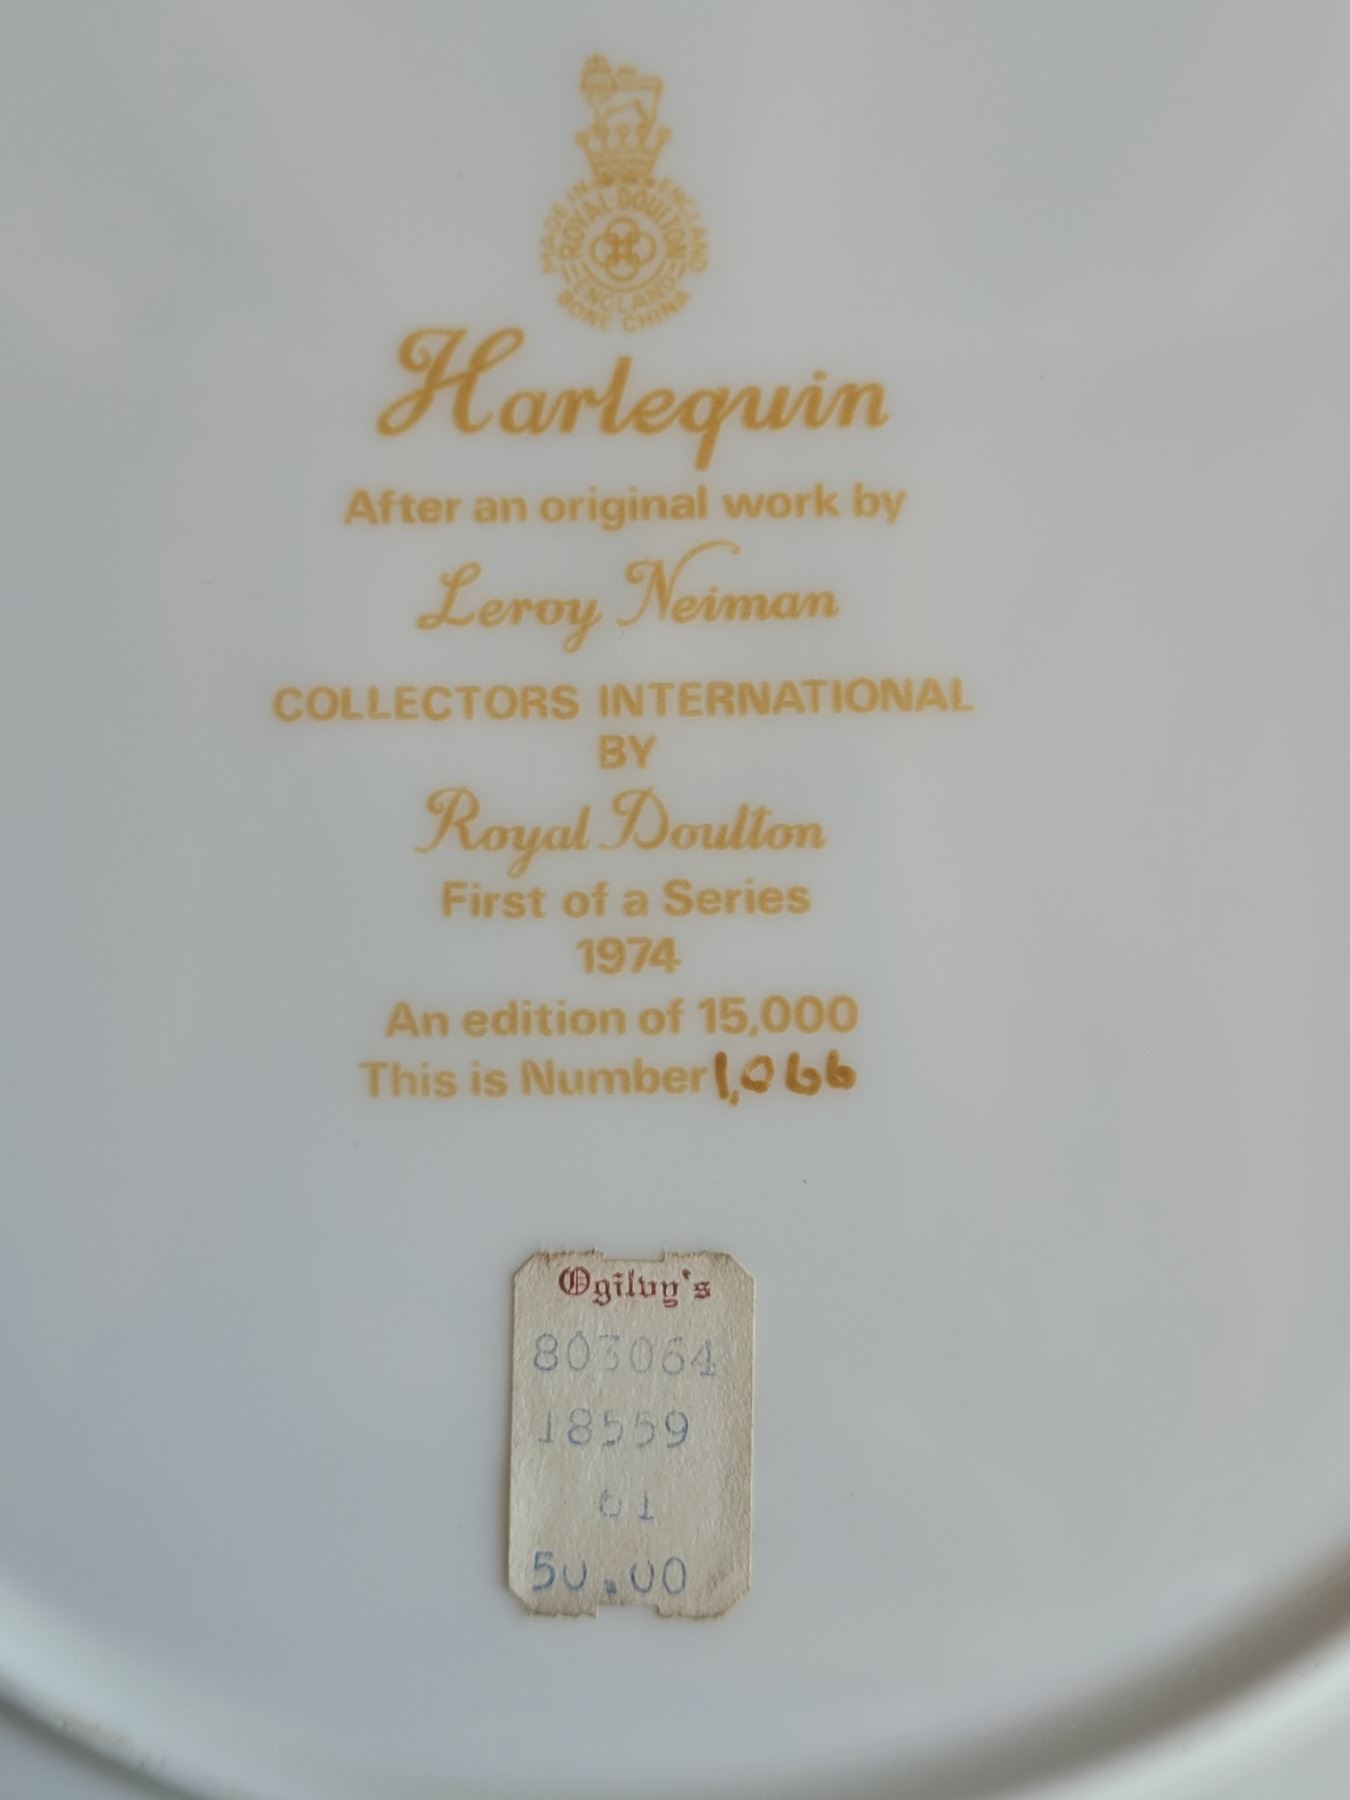 MADE IN ENGLAND
ROYAL DOULTON
ENGLAND
BONE CHINA
Harlequin
After an original work by
Leroy Neiman
COLLECTORS INTERNATIONAL
BY
Royal Doulton
First of a Series
1974
An edition of 15,000
This is Number 1,066
Ogilvy's
803064
18559
61
50.00